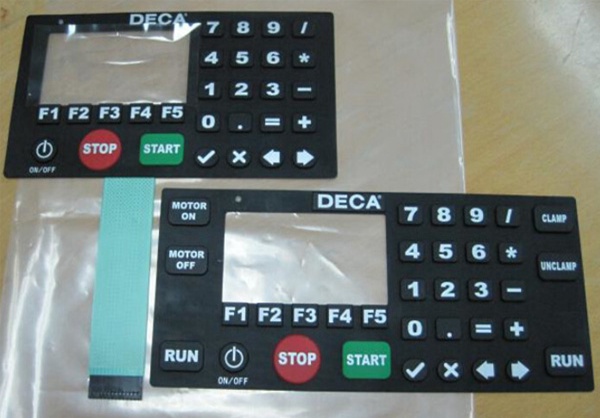 DECA
7 8 9 /
4 5 6 *
1 2 3 -
F1 F2 F3 F4 F5
0 . = +
STOP START
ON/OFF
DECA
MOTOR
ON
7 8 9 /
CLAMP
MOTOR
OFF
4 5 6 *
UNCLAMP
1 2 3 -
F1 F2 F3 F4 F5
0 . = +
RUN
STOP START
RUN
ON/OFF